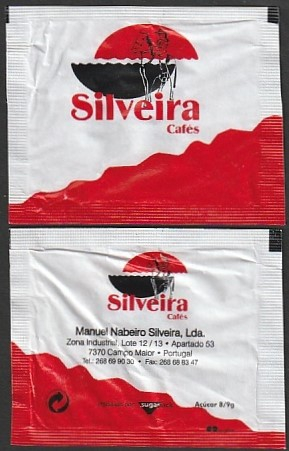 Silveira
Cafés
Silveira
Cafés
Manuel Nabeiro Silveira, Lda.
Zona Industrial. Lote 12 / 13 • Apartado 53
7370 Campo Maior • Portugal
Tel.: 268 69 90 30 • Fax: 268 68 83 47
sugar
Açúcar 8/9g